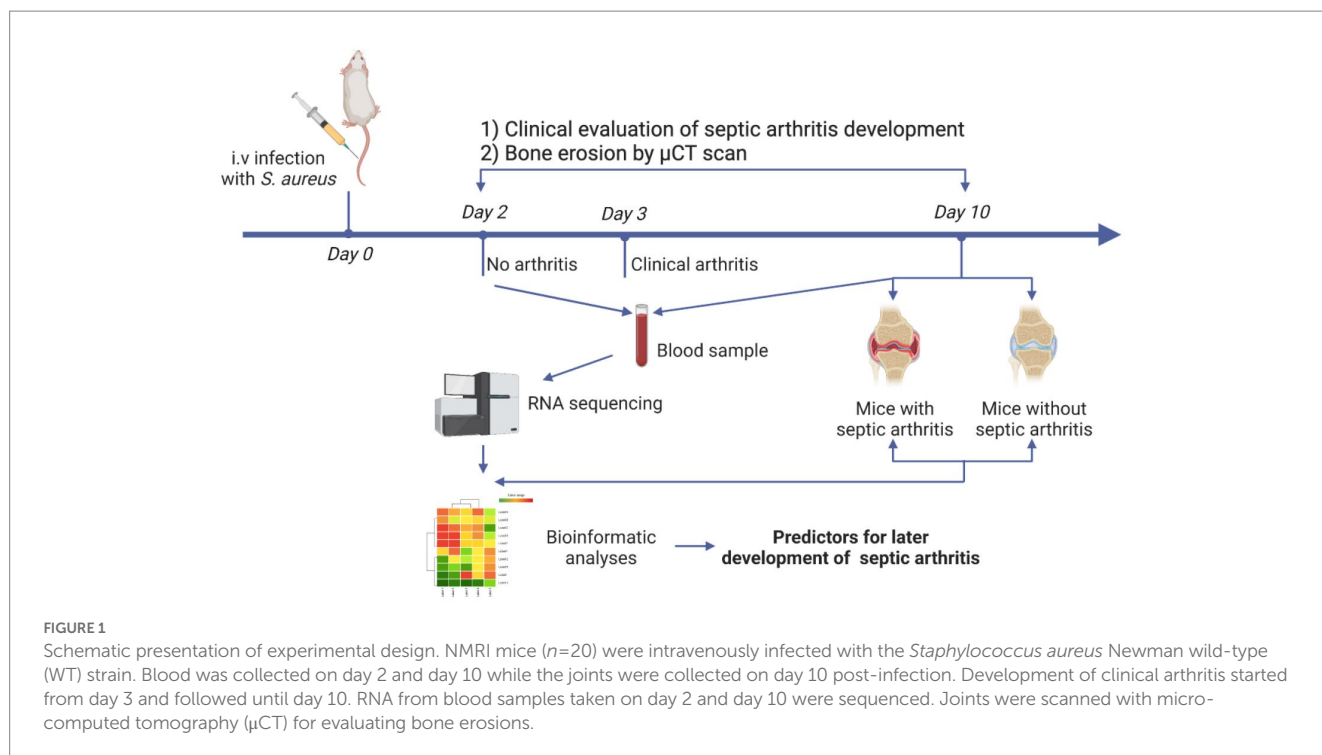 i.v infection
with S. aureus
1) Clinical evaluation of septic arthritis development
2) Bone erosion by µCT scan
Day 2
Day 3
Day 10
Day 0
No arthritis
Clinical arthritis
Blood sample
RNA sequencing
Mice with
septic arthritis
Mice without
septic arthritis
Bioinformatic
analyses
Predictors for later
development of septic arthritis
FIGURE 1
Schematic presentation of experimental design. NMRI mice (n=20) were intravenously infected with the Staphylococcus aureus Newman wild-type
(WT) strain. Blood was collected on day 2 and day 10 while the joints were collected on day 10 post-infection. Development of clinical arthritis started
from day 3 and followed until day 10. RNA from blood samples taken on day 2 and day 10 were sequenced. Joints were scanned with micro-
computed tomography (µCT) for evaluating bone erosions.